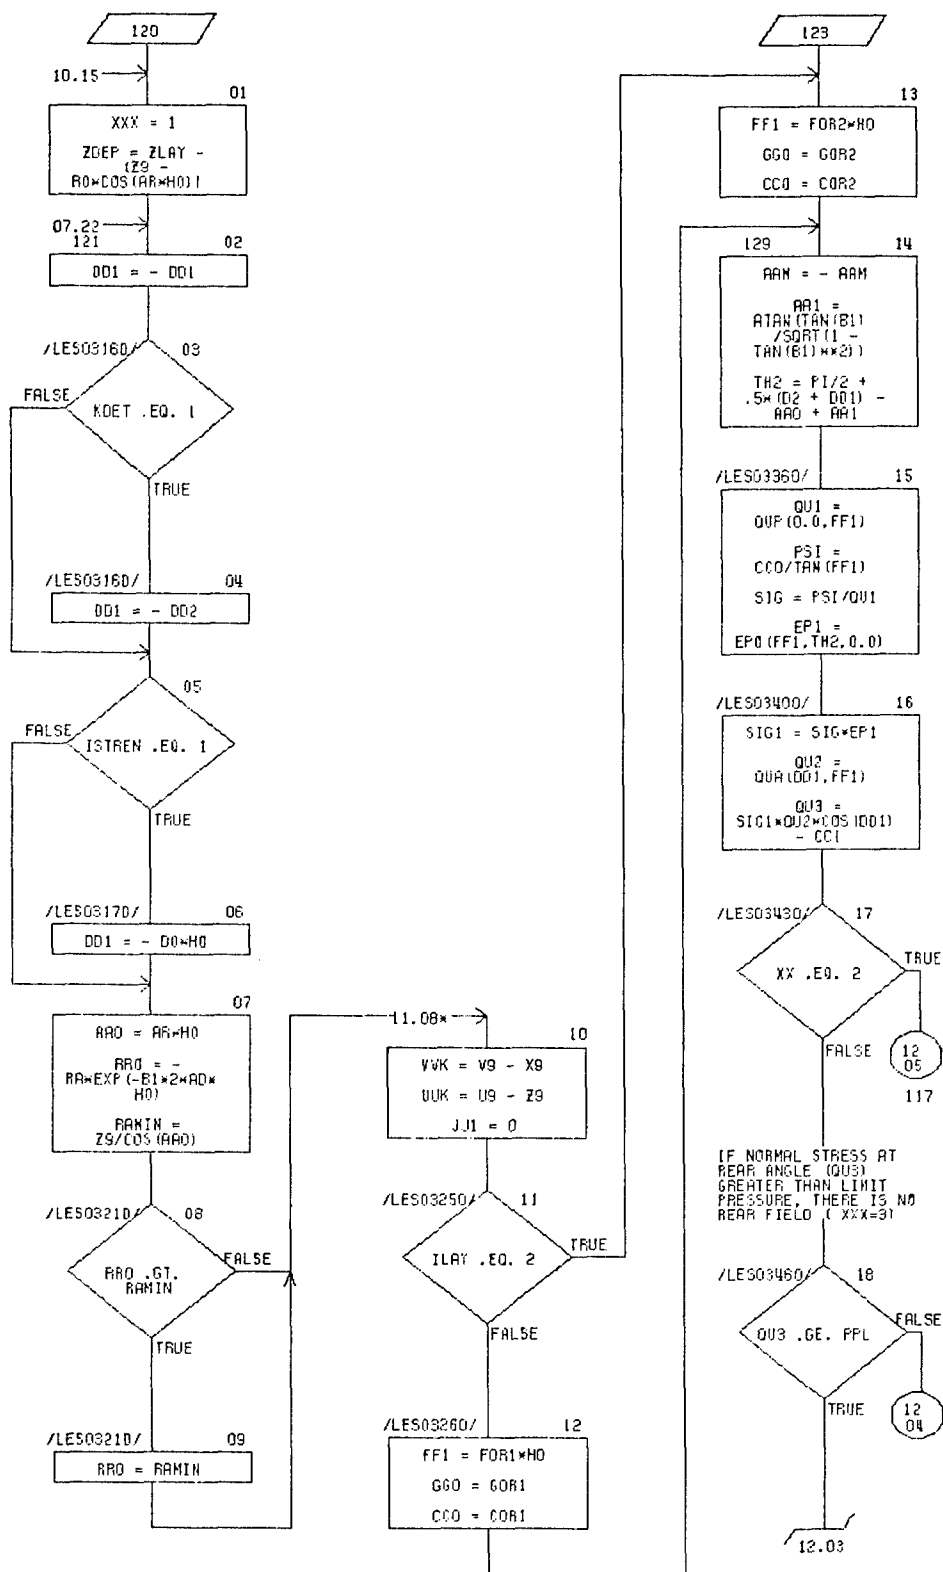 120
10.15
01
XXX = 1
ZDEP = ZLAY -
(Z9 -
R0*COS(AR*H0))
07.22
121
02
DD1 = - DD1
/LES0316D/
03
FALSE
KDET .EQ. 1
TRUE
/LES0316D/
04
DD1 = - DD2
05
FALSE
ISTREN .EQ. 1
TRUE
/LES0317D/
06
DD1 = - D0*H0
07
AA0 = AR*H0
RR0 = -
RA*EXP(-B1*2*AD*
H0)
RAMIN =
Z9/COS(AA0)
/LES0321D/
08
FALSE
RR0 .GT.
RAMIN
TRUE
/LES0321D/
09
RR0 = RAMIN
11.08*
10
VVK = V9 - X9
UUK = U9 - Z9
JJ1 = 0
/LES03250/
11
TRUE
ILAY .EQ. 2
FALSE
/LES03260/
12
FF1 = FOR1*H0
GG0 = GOR1
CC0 = COR1
123
13
FF1 = FOR2*H0
GG0 = GOR2
CC0 = COR2
129
14
AAM = - AAM
AA1 =
ATAN(TAN(B1)
/SQRT(1 -
TAN(B1)**2))
TH2 = PI/2 +
.5*(D2 + DD1) -
AA0 + AA1
/LES03360/
15
QU1 =
QUP(0.0,FF1)
PSI =
CC0/TAN(FF1)
SIG = PSI/QU1
EP1 =
EP0(FF1,TH2,0.0)
/LES03400/
16
SIG1 = SIG*EP1
QU2 =
QUA(DD1,FF1)
QU3 =
SIG1*QU2*COS(DD1)
- CC1
/LES03430/
17
TRUE
XX .EQ. 2
FALSE
12
05
117
IF NORMAL STRESS AT
REAR ANGLE (QU3)
GREATER THAN LIMIT
PRESSURE, THERE IS NO
REAR FIELD ( XXX=3)
/LES03460/
18
FALSE
QU3 .GE. PPL
TRUE
12
04
12.03